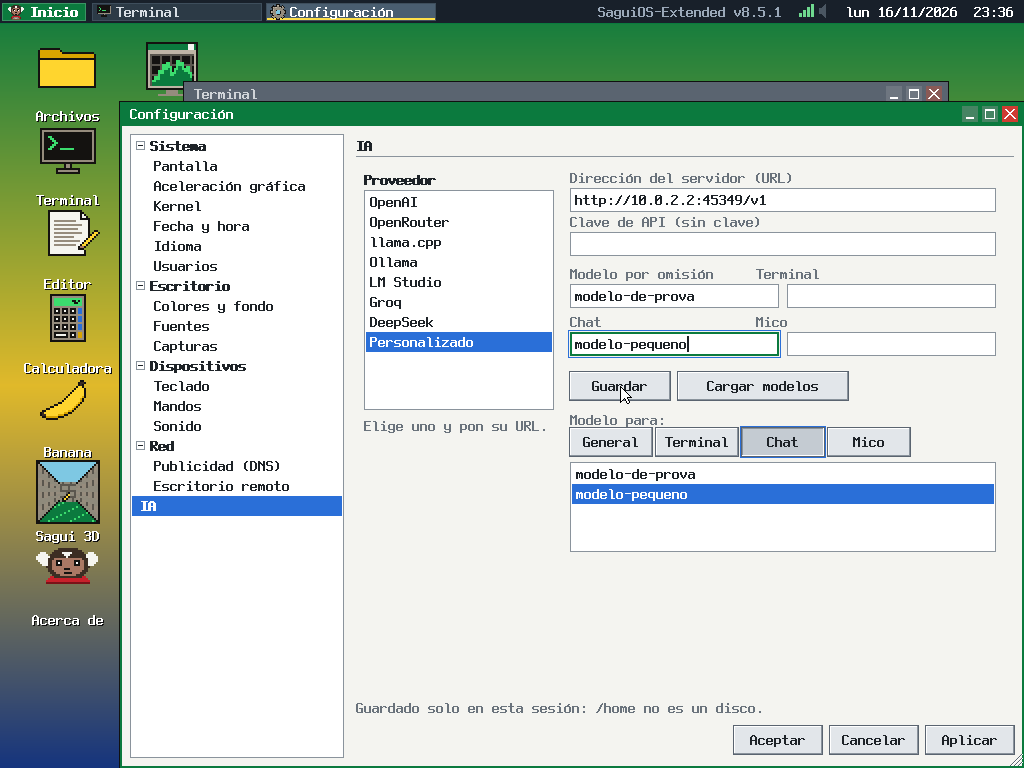 Inicio
Terminal
Configuración
SaguiOS-Extended v8.5.1
lun 16/11/2026
23:36
Archivos
Terminal
Editor
Calculadora
Banana
Sagui 3D
Acerca de
Terminal
Configuración
Sistema
Pantalla
Aceleración gráfica
Kernel
Fecha y hora
Idioma
Usuarios
Escritorio
Colores y fondo
Fuentes
Capturas
Dispositivos
Teclado
Mandos
Sonido
Red
Publicidad (DNS)
Escritorio remoto
IA
IA
Proveedor
OpenAI
OpenRouter
llama.cpp
Ollama
LM Studio
Groq
DeepSeek
Personalizado
Elige uno y pon su URL.
Dirección del servidor (URL)
http://10.0.2.2:45349/v1
Clave de API (sin clave)
Modelo por omisión
Terminal
modelo-de-prova
Chat
Mico
modelo-pequeno
Guardar
Cargar modelos
Modelo para:
General
Terminal
Chat
Mico
modelo-de-prova
modelo-pequeno
Guardado solo en esta sesión: /home no es un disco.
Aceptar
Cancelar
Aplicar